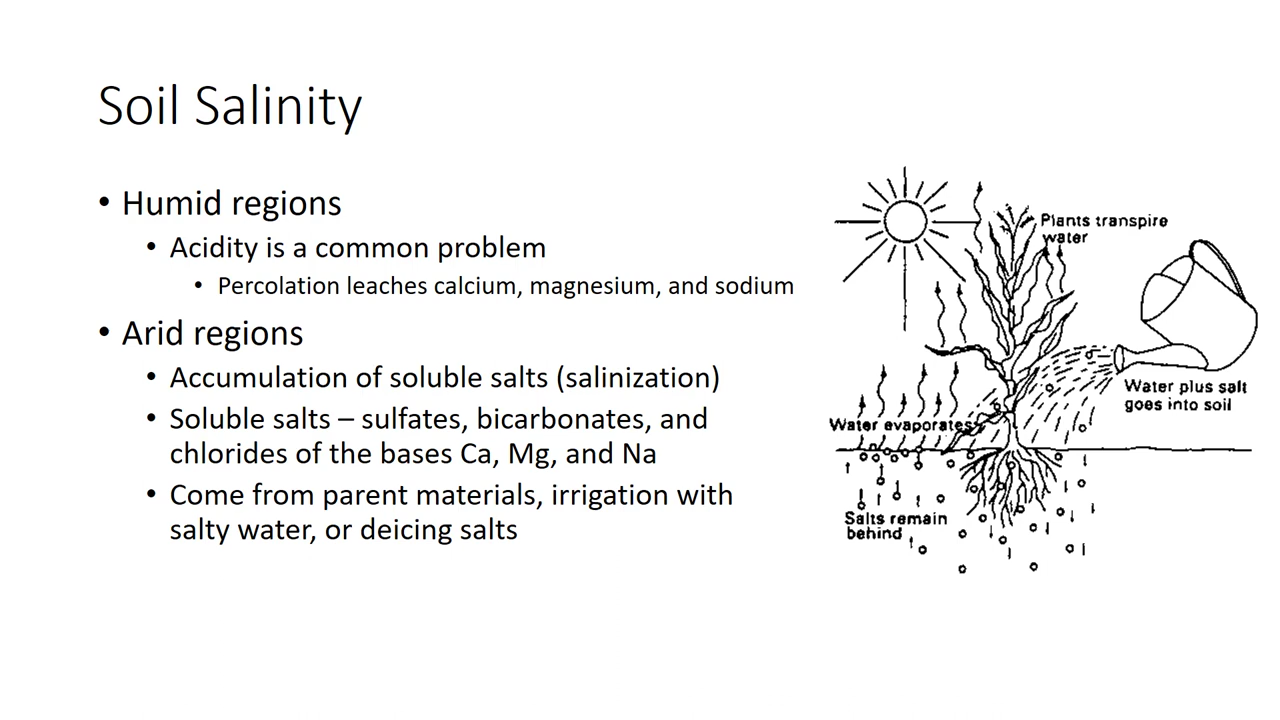 Soil Salinity
• Humid regions
• Acidity is a common problem
• Percolation leaches calcium, magnesium, and sodium
• Arid regions
• Accumulation of soluble salts (salinization)
• Soluble salts – sulfates, bicarbonates, and
chlorides of the bases Ca, Mg, and Na
• Come from parent materials, irrigation with
salty water, or deicing salts
Plants transpire
water
Water plus salt
goes into soil
Water evaporates
Salts remain
behind